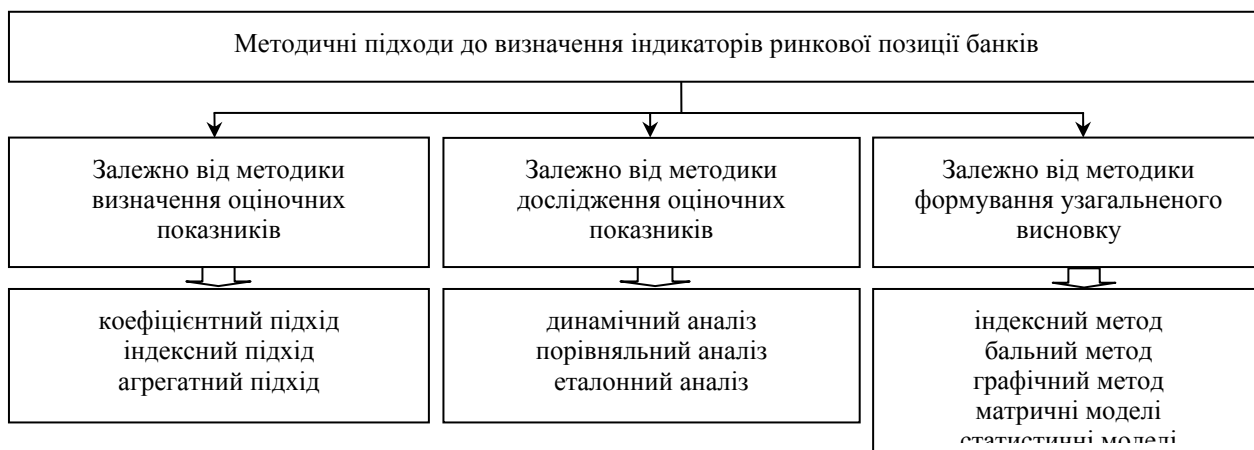 Методичні підходи до визначення індикаторів ринкової позиції банків
Залежно від методики
визначення оціночних
показників
Залежно від методики
дослідження оціночних
показників
Залежно від методики
формування узагальненого
висновку
коефіцієнтний підхід
індексний підхід
агрегатний підхід
динамічний аналіз
порівняльний аналіз
еталонний аналіз
індексний метод
бальний метод
графічний метод
матричні моделі
статистичні моделі